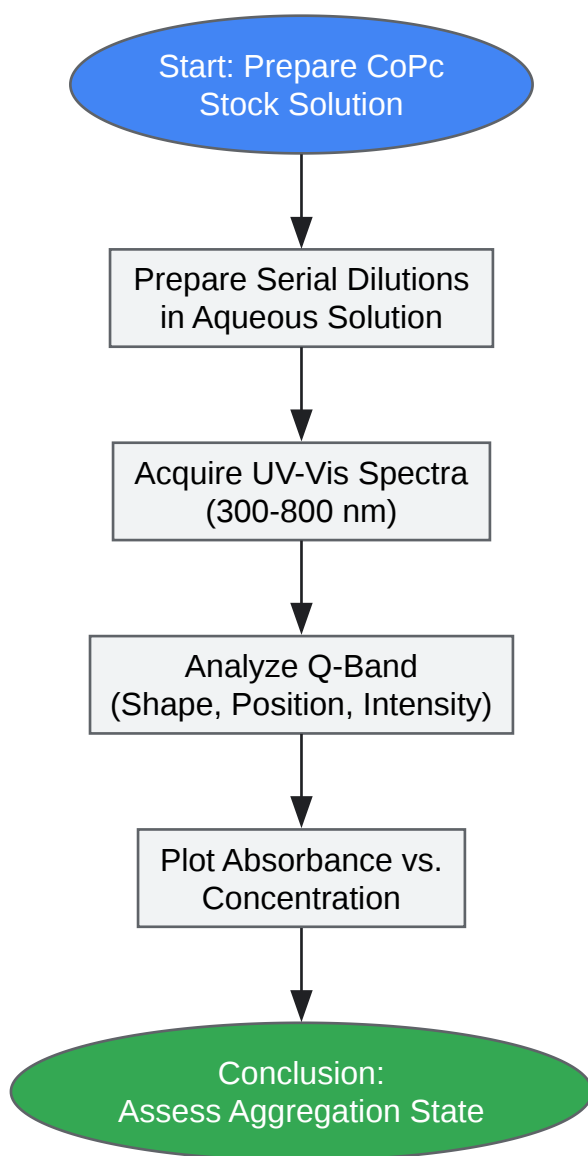 Start: Prepare CoPc
Stock Solution
Prepare Serial Dilutions
in Aqueous Solution
Acquire UV-Vis Spectra
(300-800 nm)
Analyze Q-Band
(Shape, Position, Intensity)
Plot Absorbance vs.
Concentration
Conclusion:
Assess Aggregation State